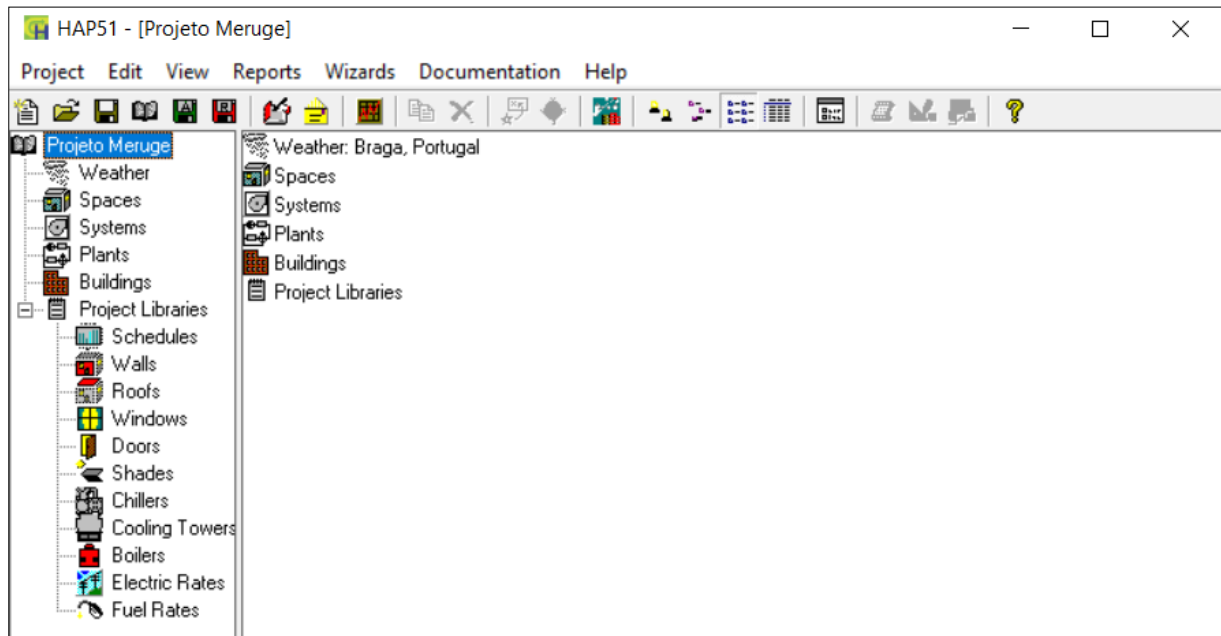 HAP51 - [Projeto Meruge]
Project Edit View Reports Wizards Documentation Help
Projeto Meruge
Weather
Spaces
Systems
Plants
Buildings
Project Libraries
Schedules
Walls
Roofs
Windows
Doors
Shades
Chillers
Cooling Towers
Boilers
Electric Rates
Fuel Rates
Weather: Braga, Portugal
Spaces
Systems
Plants
Buildings
Project Libraries